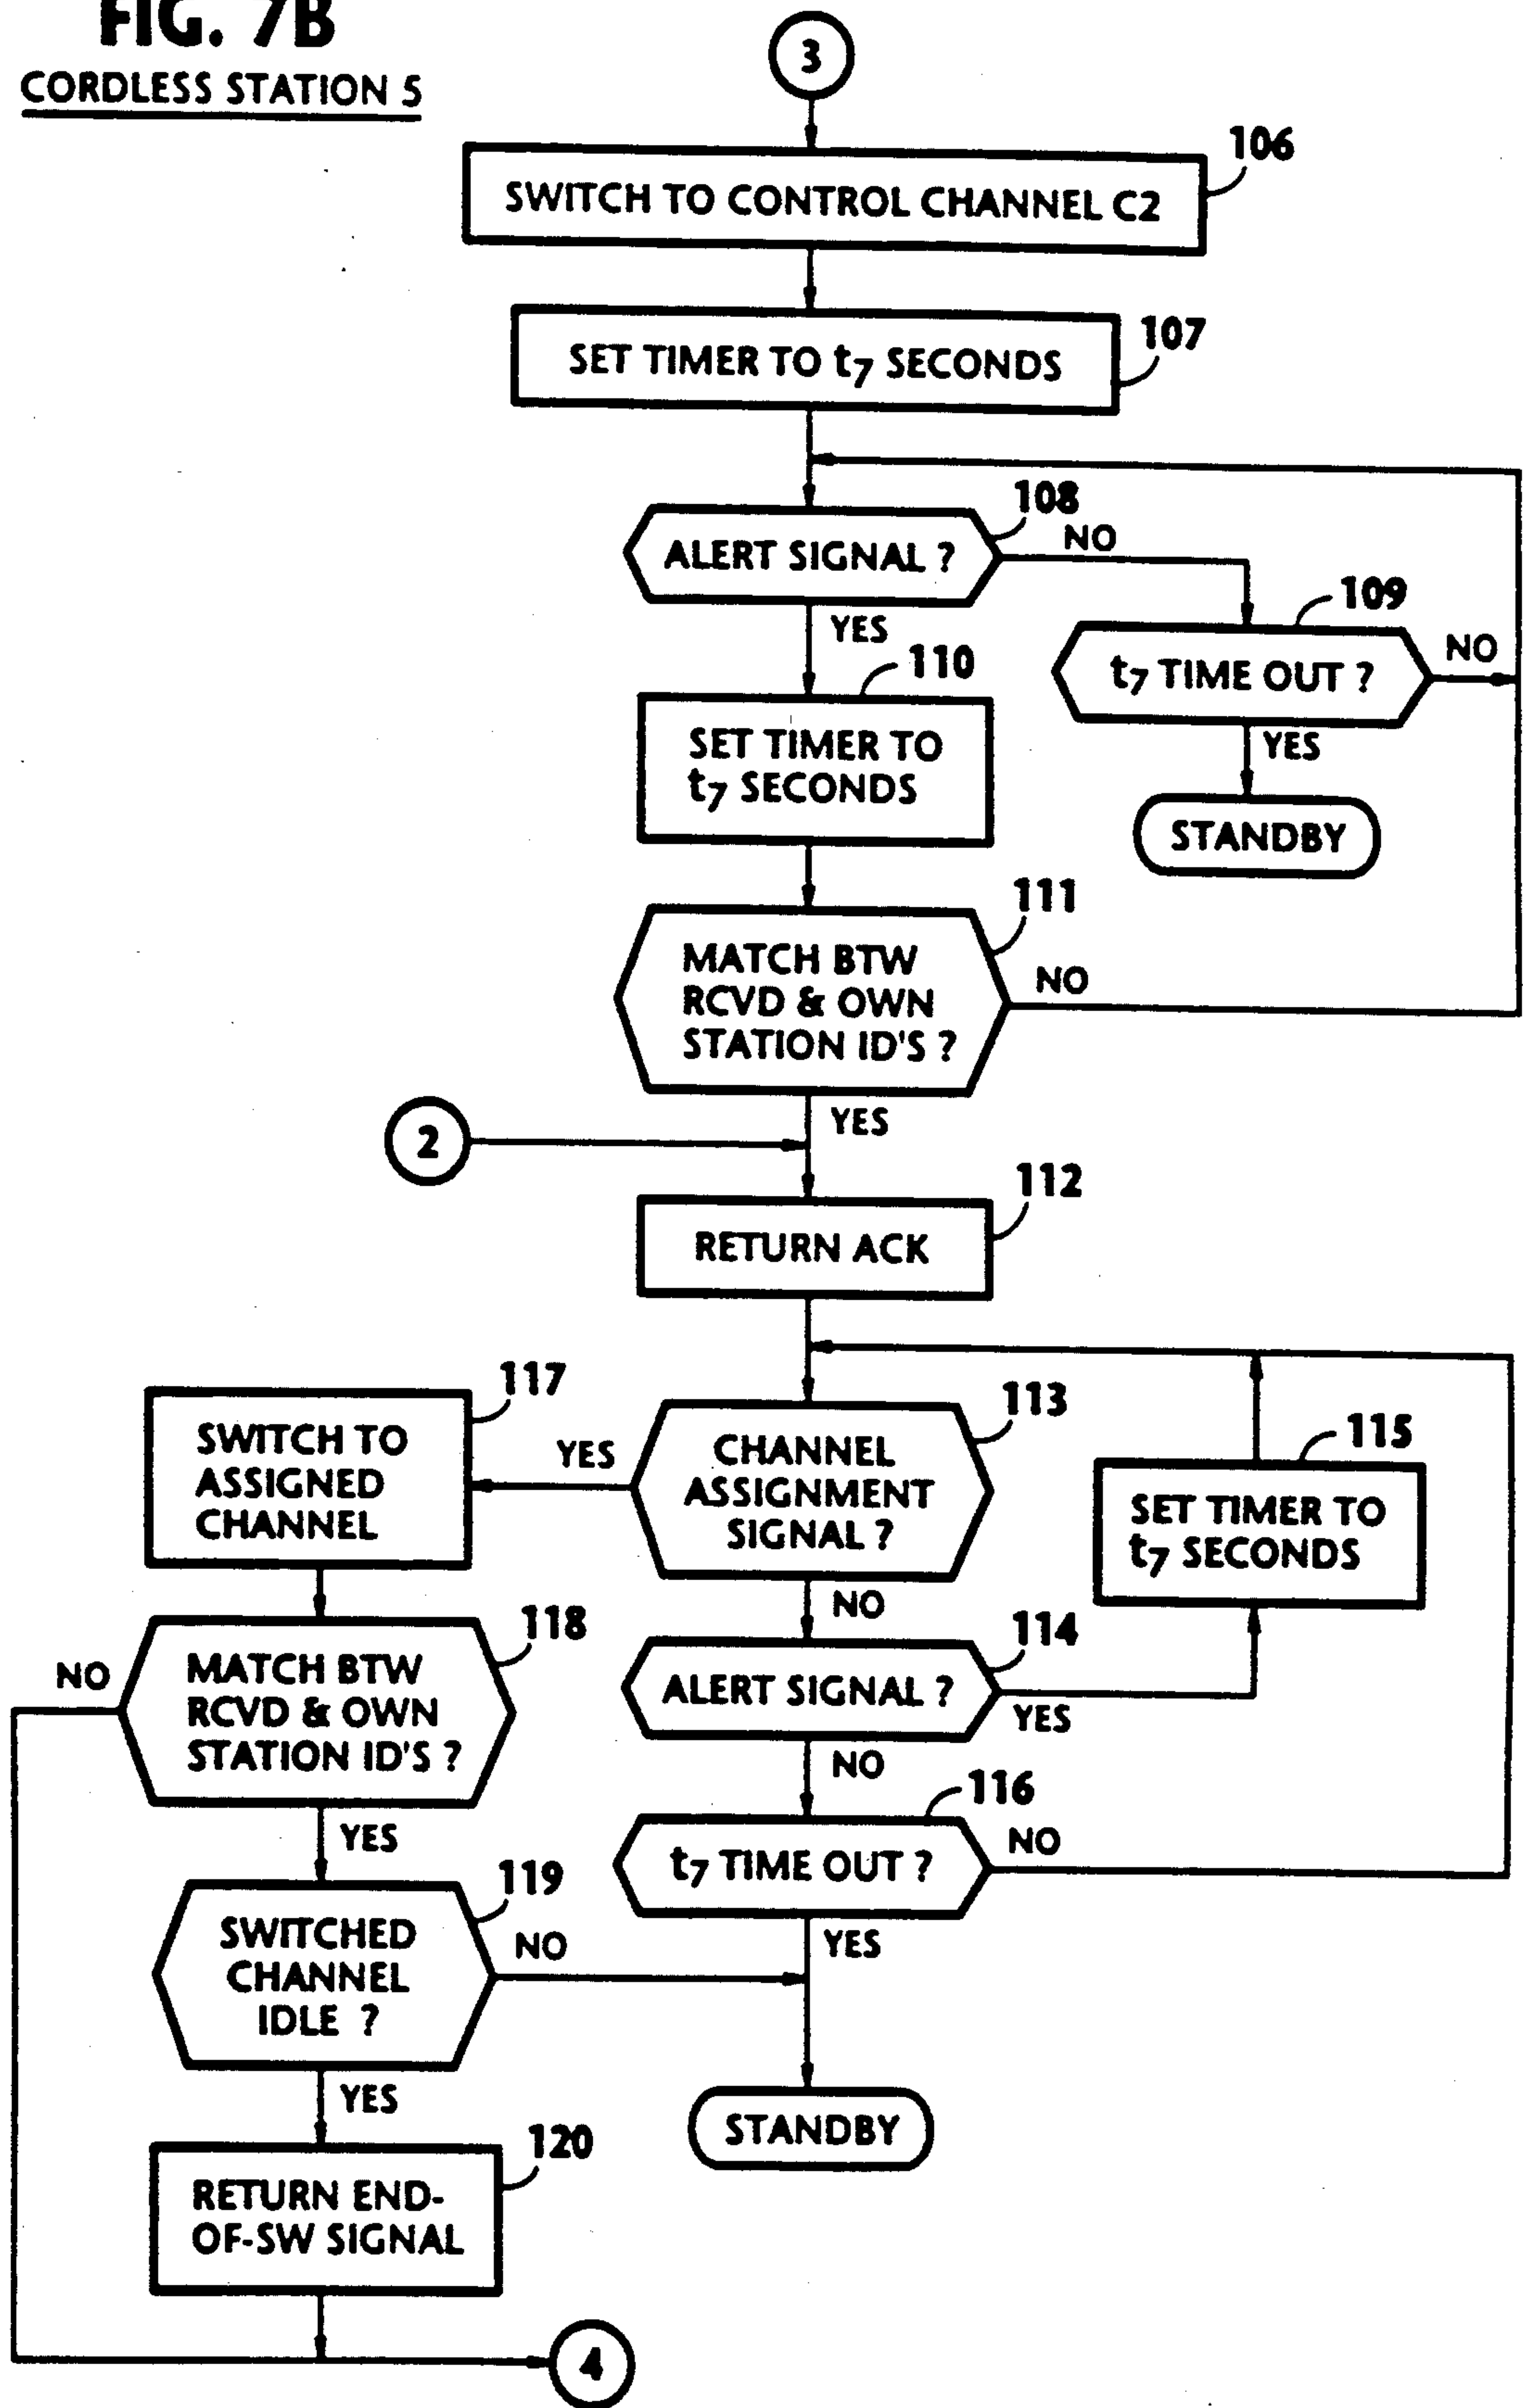 FIG. 7B
CORDLESS STATION 5
3
106
SWITCH TO CONTROL CHANNEL C2
107
SET TIMER TO t7 SECONDS
108
ALERT SIGNAL ?
NO
YES
109
t7 TIME OUT ?
NO
YES
STANDBY
110
SET TIMER TO
t7 SECONDS
111
MATCH BTW
RCVD & OWN
STATION ID'S ?
NO
YES
2
112
RETURN ACK
113
CHANNEL
ASSIGNMENT
SIGNAL ?
YES
NO
114
ALERT SIGNAL ?
YES
NO
115
SET TIMER TO
t7 SECONDS
116
t7 TIME OUT ?
NO
YES
STANDBY
117
SWITCH TO
ASSIGNED
CHANNEL
118
MATCH BTW
RCVD & OWN
STATION ID'S ?
NO
YES
119
SWITCHED
CHANNEL
IDLE ?
NO
YES
120
RETURN END-
OF-SW SIGNAL
4